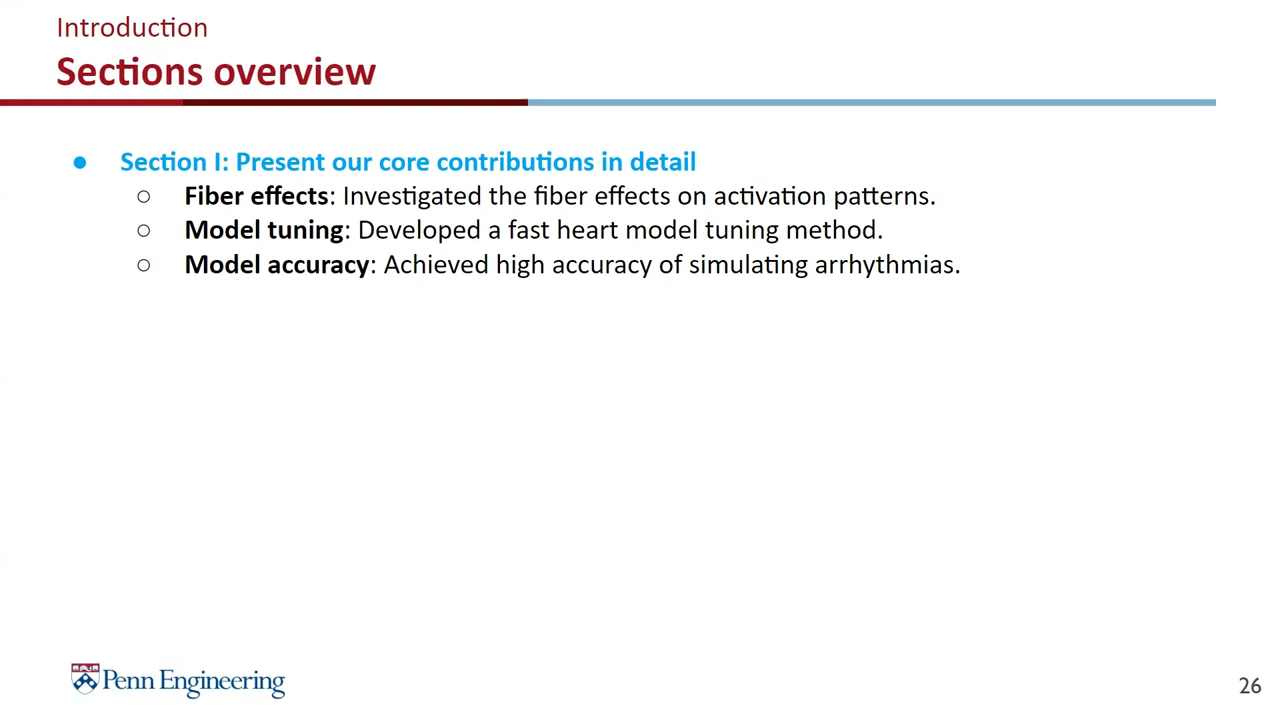 Introduction
Sections overview
● Section I: Present our core contributions in detail
○ Fiber effects: Investigated the fiber effects on activation patterns.
○ Model tuning: Developed a fast heart model tuning method.
○ Model accuracy: Achieved high accuracy of simulating arrhythmias.
Penn Engineering
26